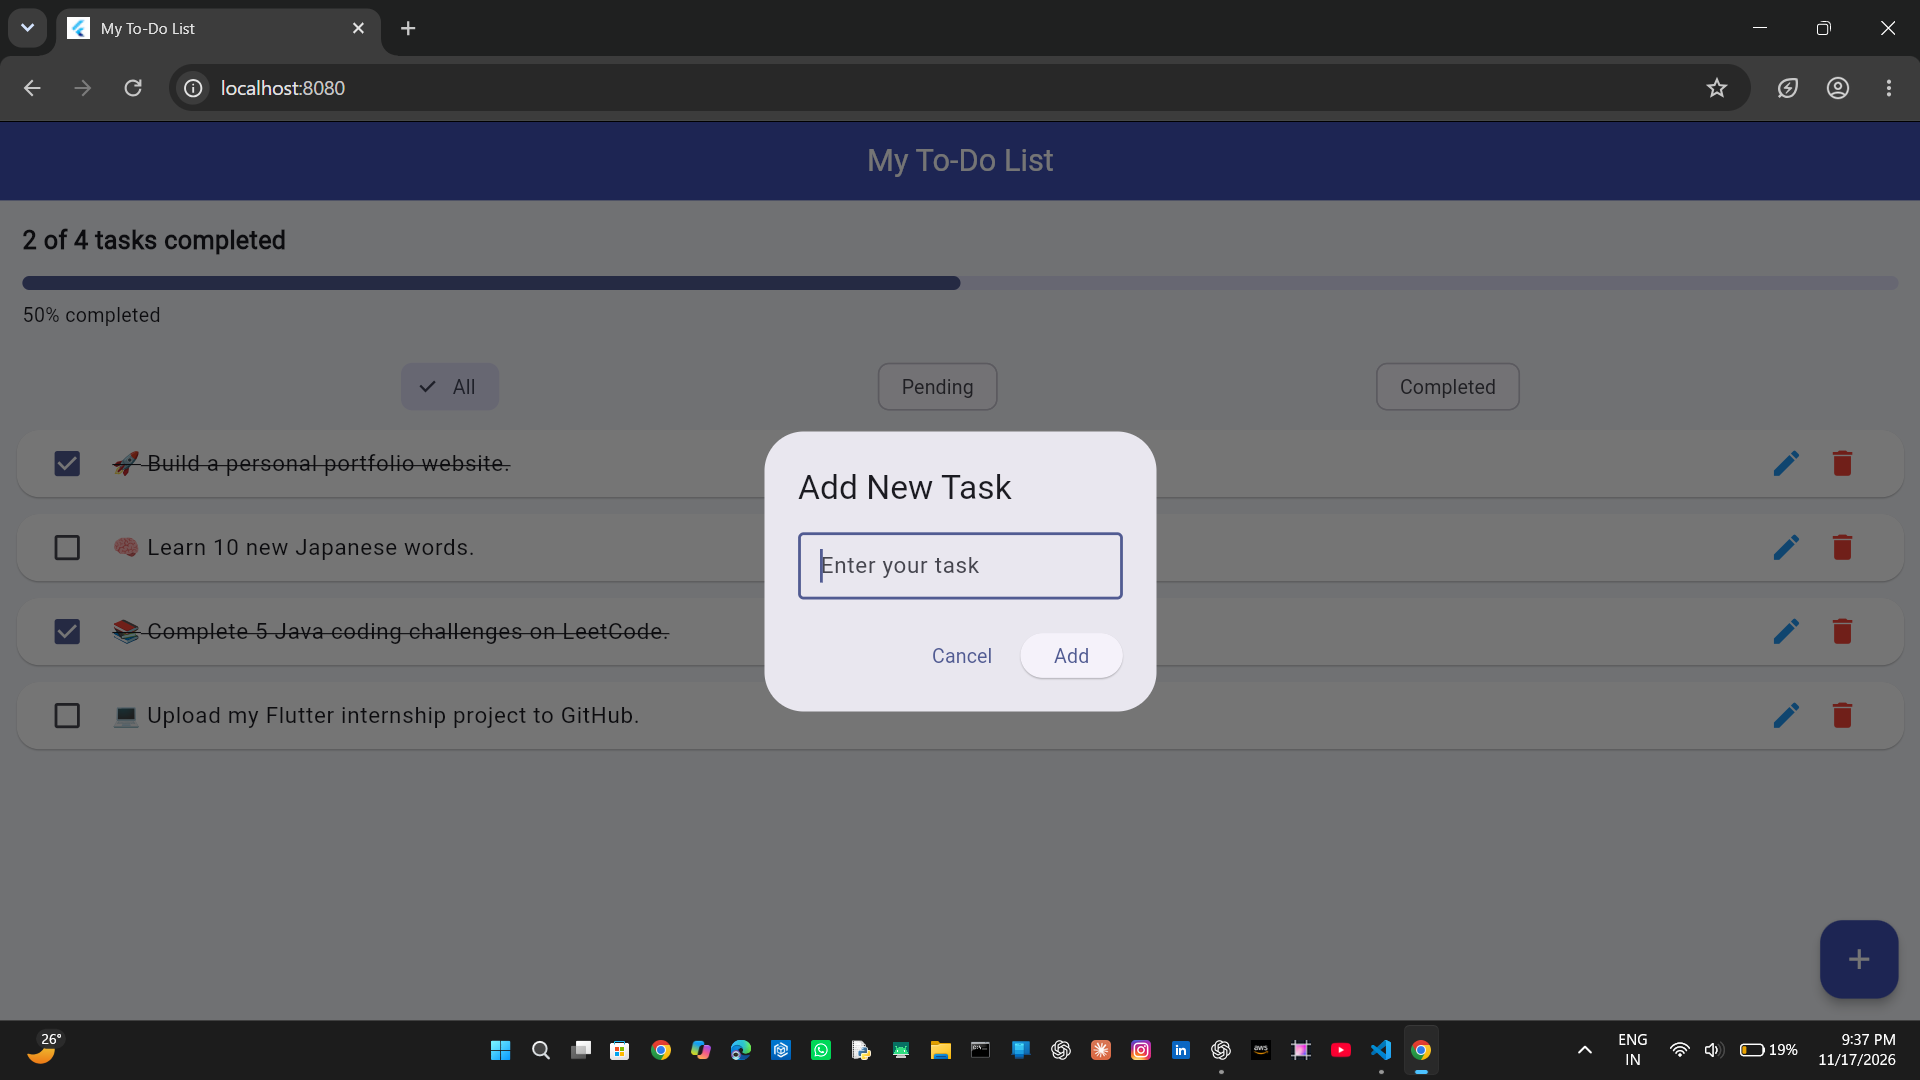 My To-Do List
localhost:8080
My To-Do List
2 of 4 tasks completed
50% completed
All
Pending
Completed
🚀 Build a personal portfolio website.
🧠 Learn 10 new Japanese words.
📚 Complete 5 Java coding challenges on LeetCode.
💻 Upload my Flutter internship project to GitHub.
Add New Task
Enter your task
Cancel Add
26°
aws
in
ENG
IN
19%
9:37 PM
11/17/2026